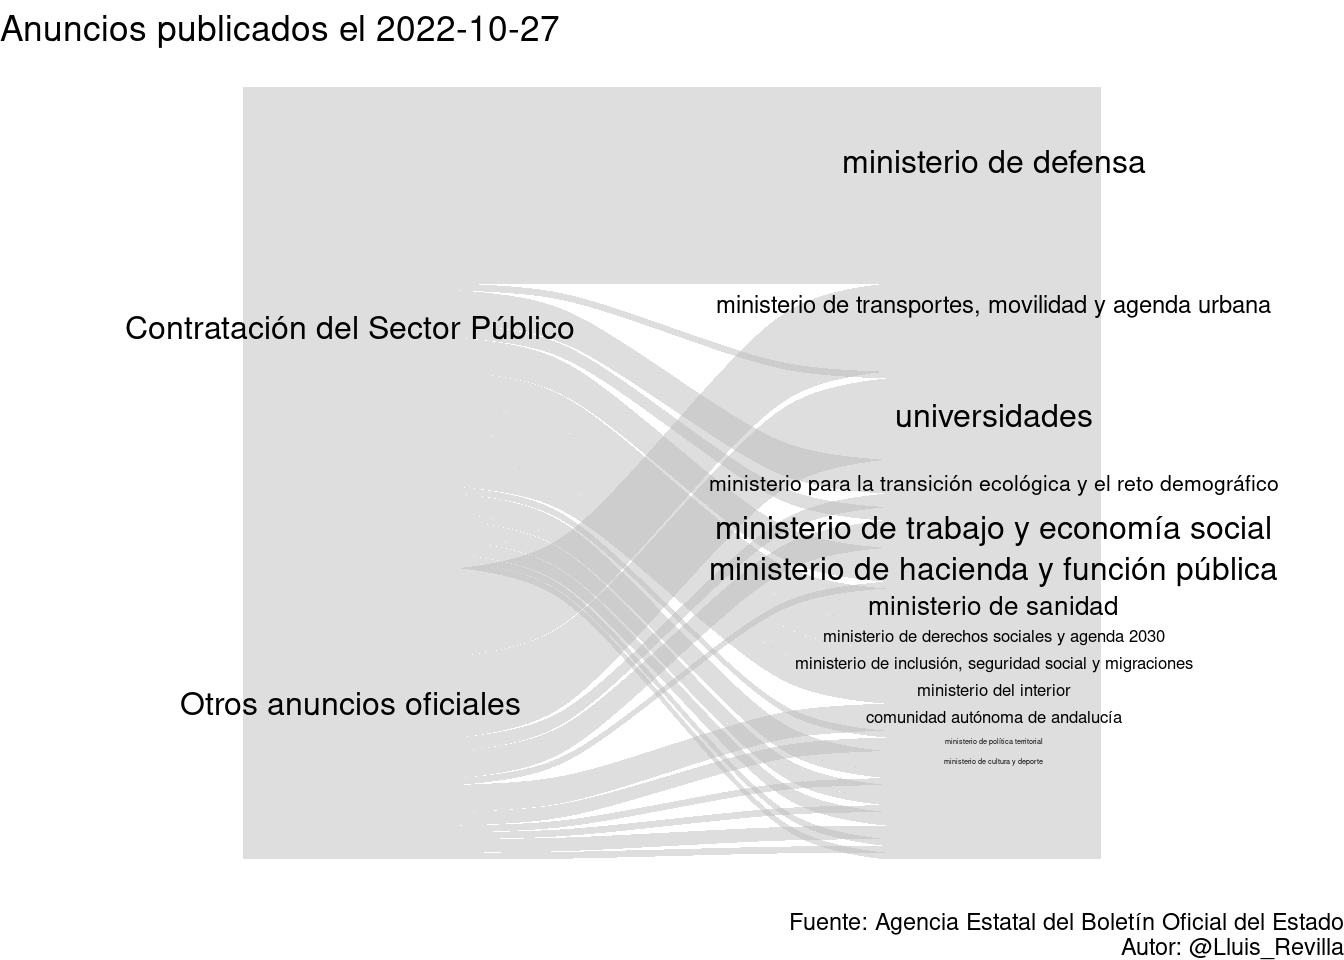 Anuncios publicados el 2022-10-27
ministerio de defensa
ministerio de transportes, movilidad y agenda urbana
Contratación del Sector Público
universidades
ministerio para la transición ecológica y el reto demográfico
ministerio de trabajo y economía social
ministerio de hacienda y función pública
ministerio de sanidad
ministerio de derechos sociales y agenda 2030
ministerio de inclusión, seguridad social y migraciones
ministerio del interior
Otros anuncios oficiales
comunidad autónoma de andalucía
ministerio de política territorial
ministerio de cultura y deporte
Fuente: Agencia Estatal del Boletín Oficial del Estado
Autor: @Lluis_Revilla